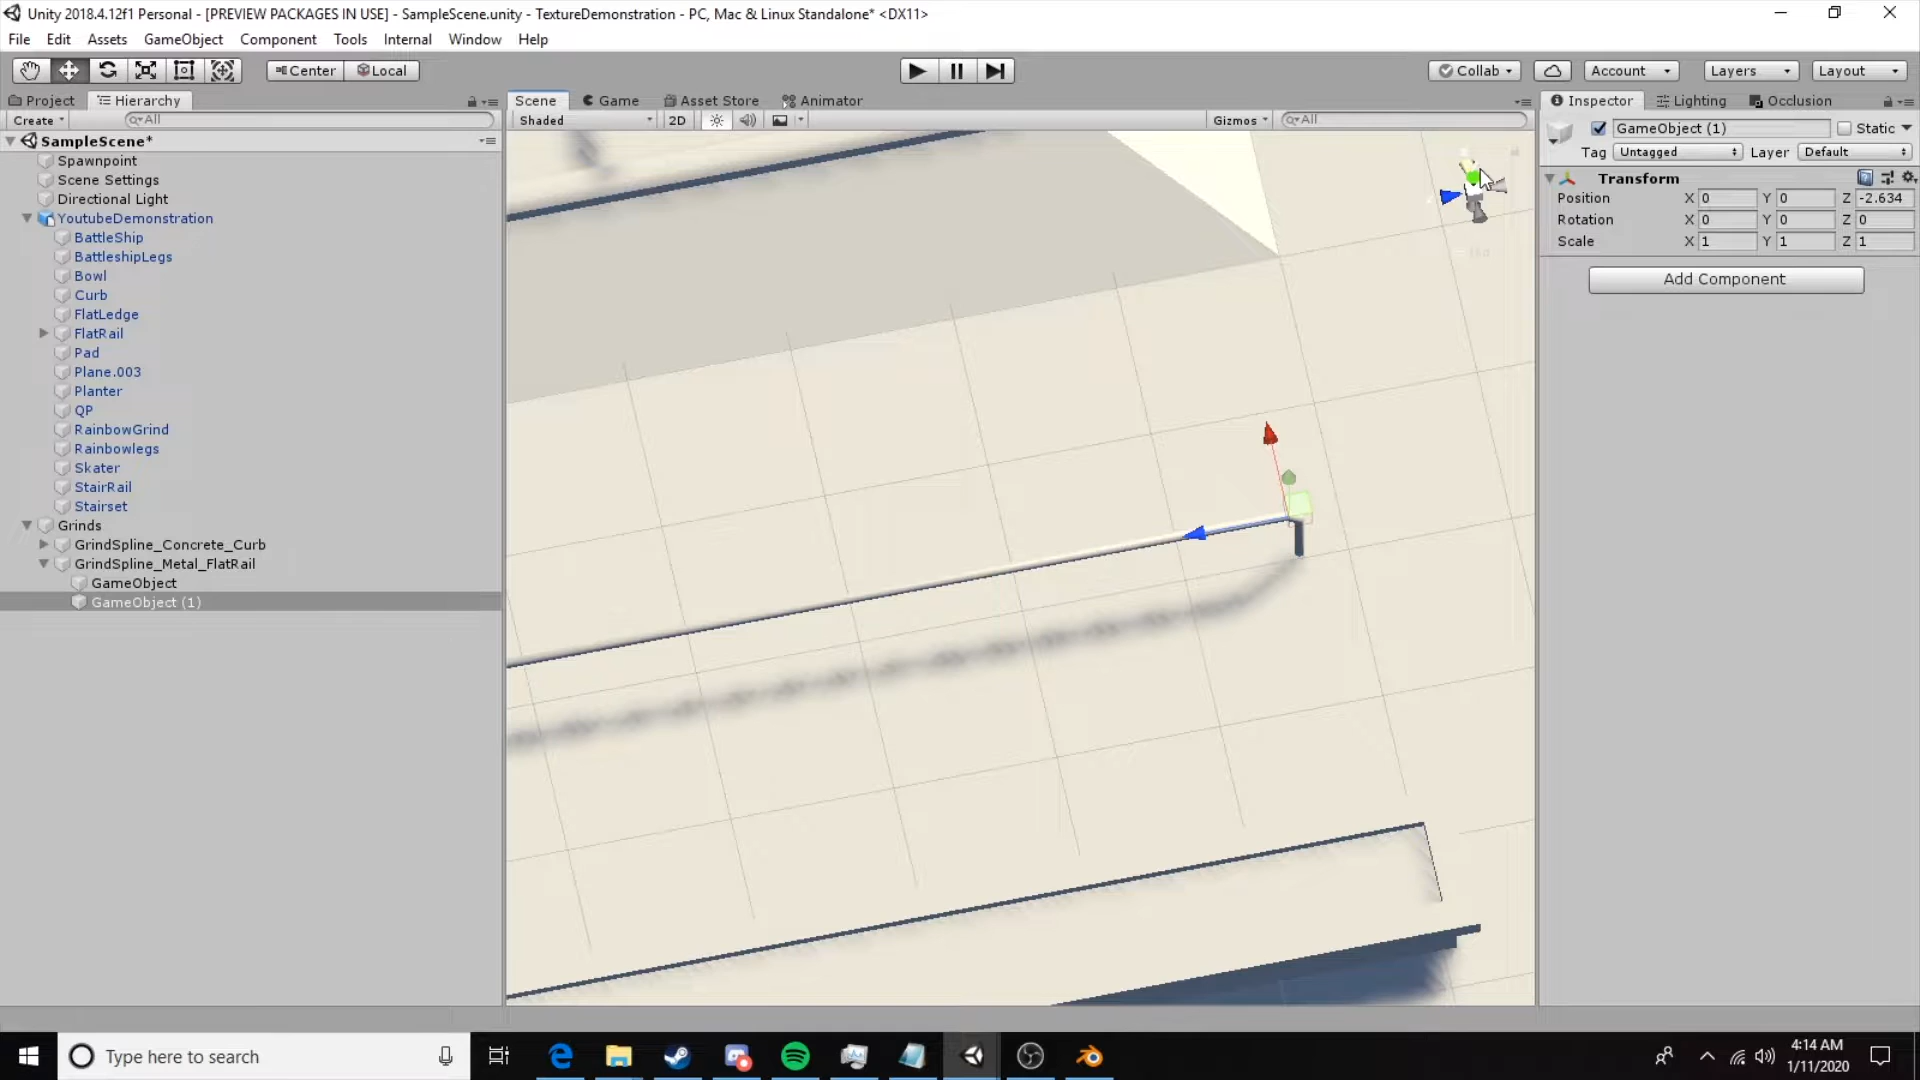 Unity 2018.4.12f1 Personal - [PREVIEW PACKAGES IN USE] - SampleScene.unity - TextureDemonstration - PC, Mac & Linux Standalone* <DX11>
File Edit Assets GameObject Component Tools Internal Window Help
Center Local Collab Account Layers Layout
Project Hierarchy Scene Game Asset Store Animator Inspector Lighting Occlusion
Create All Shaded 2D Gizmos All
GameObject (1) Static
Tag Untagged Layer Default
Transform
Position X 0 Y 0 Z -2.634
Rotation X 0 Y 0 Z 0
Scale X 1 Y 1 Z 1
Add Component
SampleScene*
Spawnpoint
Scene Settings
Directional Light
YoutubeDemonstration
BattleShip
BattleshipLegs
Bowl
Curb
FlatLedge
FlatRail
Pad
Plane.003
Planter
QP
RainbowGrind
Rainbowlegs
Skater
StairRail
Stairset
Grinds
GrindSpline_Concrete_Curb
GrindSpline_Metal_FlatRail
GameObject
GameObject (1)
Type here to search
4:14 AM
1/11/2020